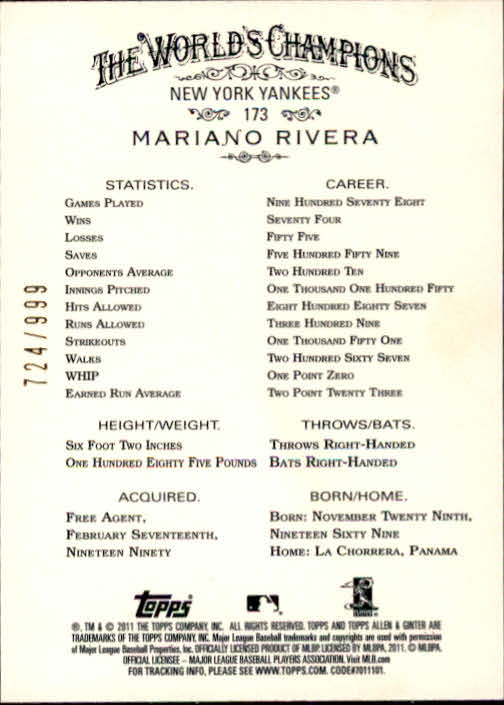 THE WORLD'S CHAMPIONS
NEW YORK YANKEES®
173
MARIANO RIVERA
STATISTICS. CAREER.
GAMES PLAYED NINE HUNDRED SEVENTY EIGHT
WINS SEVENTY FOUR
LOSSES FIFTY FIVE
SAVES FIVE HUNDRED FIFTY NINE
OPPONENTS AVERAGE TWO HUNDRED TEN
INNINGS PITCHED ONE THOUSAND ONE HUNDRED FIFTY
HITS ALLOWED EIGHT HUNDRED EIGHTY SEVEN
RUNS ALLOWED THREE HUNDRED NINE
STRIKEOUTS ONE THOUSAND FIFTY ONE
WALKS TWO HUNDRED SIXTY SEVEN
WHIP ONE POINT ZERO
EARNED RUN AVERAGE TWO POINT TWENTY THREE
724/999
HEIGHT/WEIGHT. THROWS/BATS.
SIX FOOT TWO INCHES THROWS RIGHT-HANDED
ONE HUNDRED EIGHTY FIVE POUNDS BATS RIGHT-HANDED
ACQUIRED. BORN/HOME.
FREE AGENT, BORN: NOVEMBER TWENTY NINTH,
FEBRUARY SEVENTEENTH, NINETEEN SIXTY NINE
NINETEEN NINETY HOME: LA CHORRERA, PANAMA
Topps
®, TM & © 2011 THE TOPPS COMPANY, INC. ALL RIGHTS RESERVED. TOPPS AND TOPPS ALLEN & GINTER ARE
TRADEMARKS OF THE TOPPS COMPANY, INC. Major League Baseball trademarks and copyrights are used with permission
of Major League Baseball Properties, Inc. OFFICIALLY LICENSED PRODUCT OF MLBP. LICENSED BY MLBPA, 2011. © MLBPA.
OFFICIAL LICENSEE – MAJOR LEAGUE BASEBALL PLAYERS ASSOCIATION. Visit MLB.com
FOR TRACKING INFO, PLEASE SEE WWW.TOPPS.COM. CODE#7011101.